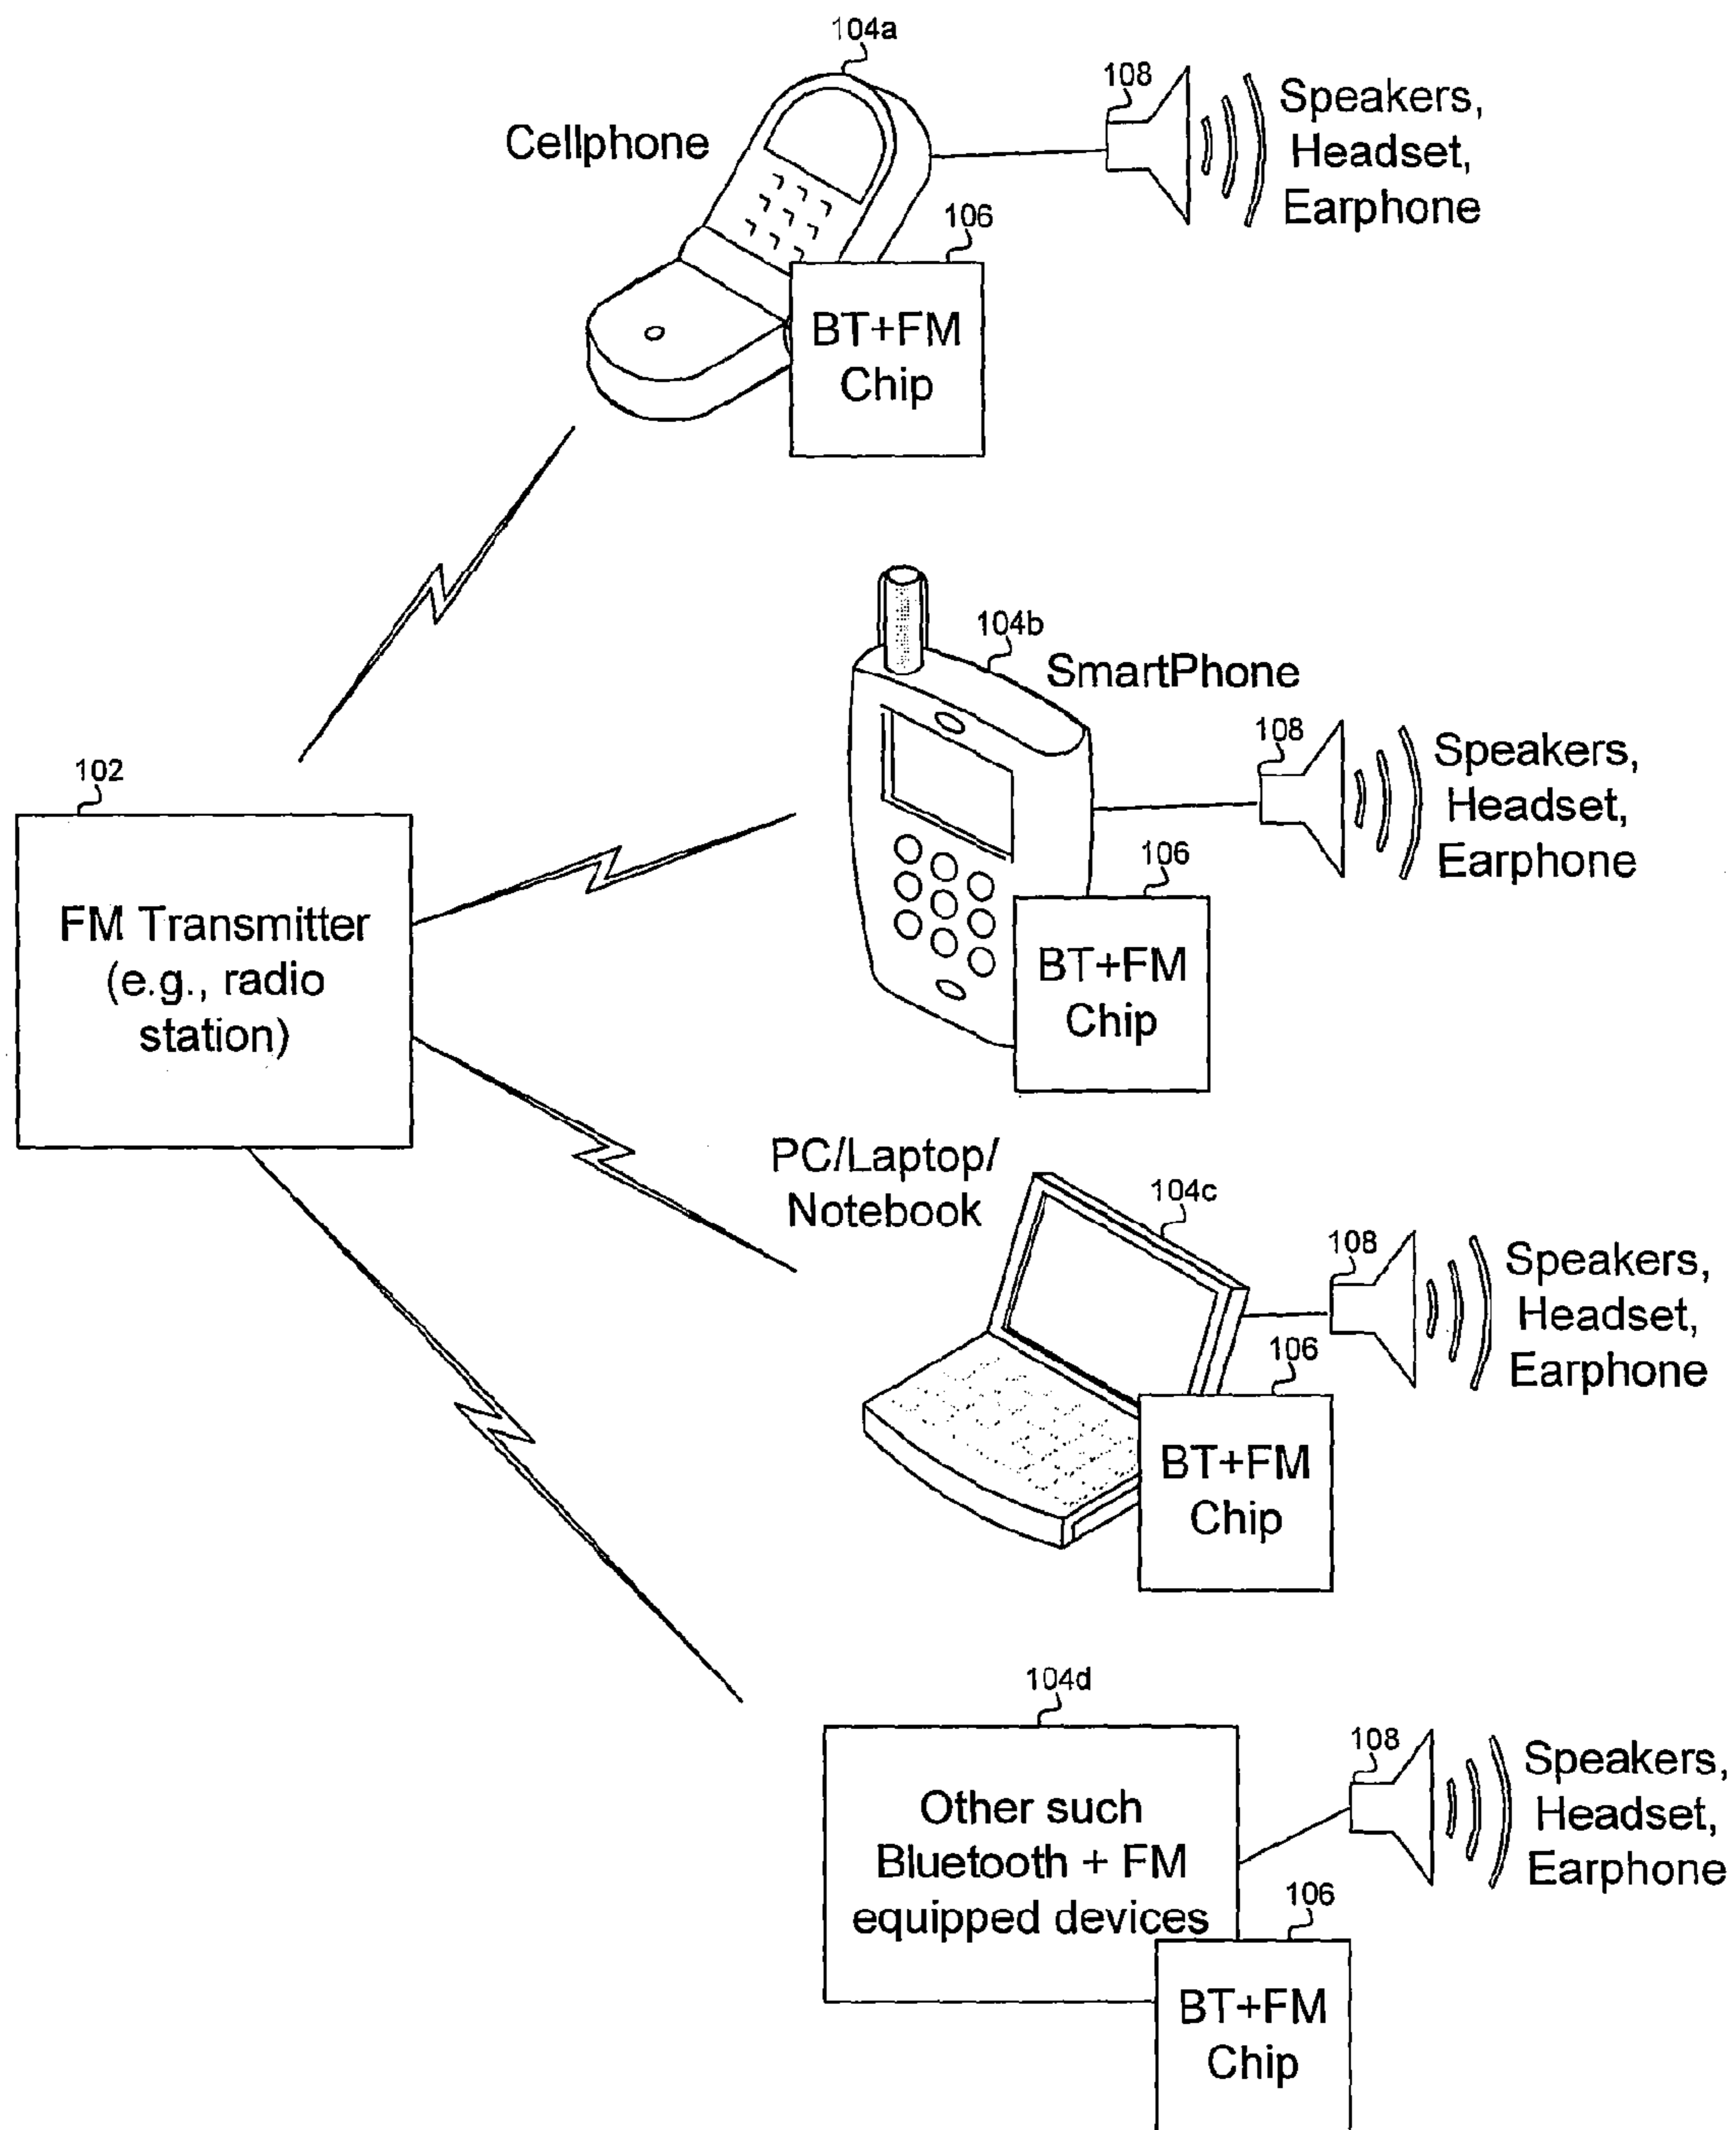 104a
Cellphone
108
Speakers,
Headset,
Earphone
106
BT+FM
Chip
104b
SmartPhone
108
Speakers,
Headset,
Earphone
106
BT+FM
Chip
102
FM Transmitter
(e.g., radio
station)
PC/Laptop/
Notebook
104c
108
Speakers,
Headset,
Earphone
106
BT+FM
Chip
104d
Other such
Bluetooth + FM
equipped devices
108
Speakers,
Headset,
Earphone
106
BT+FM
Chip